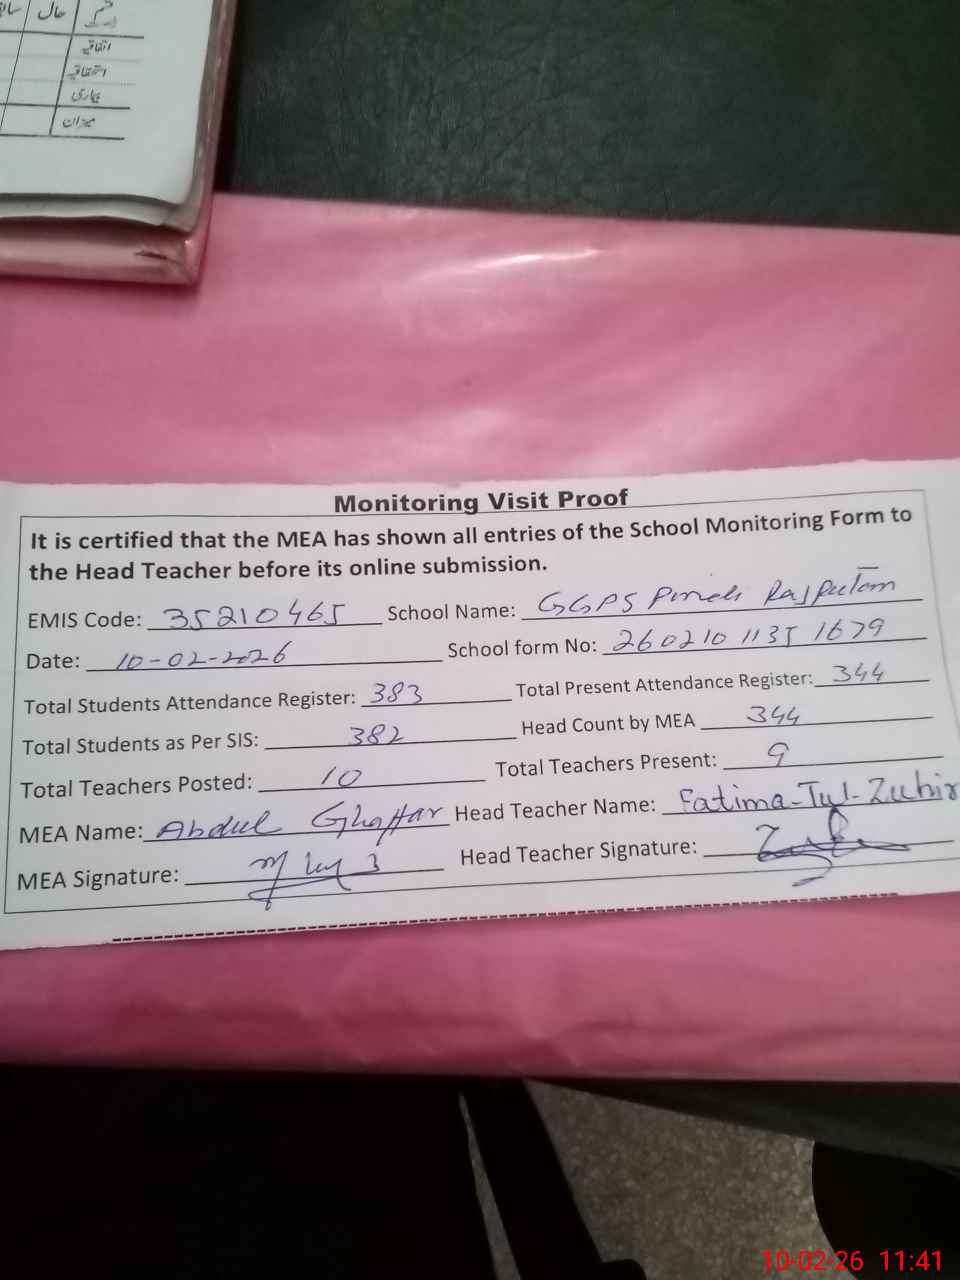 حال
اتفاقیہ
استحقاقیہ
بیماری
میزان
Monitoring Visit Proof
It is certified that the MEA has shown all entries of the School Monitoring Form to
the Head Teacher before its online submission.
EMIS Code: 35210465 School Name: GGPS Pindi Rajputan
Date: 10-02-2026 School form No: 260210 1135 1679
Total Students Attendance Register: 383 Total Present Attendance Register: 344
Total Students as Per SIS: 382 Head Count by MEA 344
Total Teachers Posted: 10 Total Teachers Present: 9
MEA Name: Abdul Ghaffar Head Teacher Name: Fatima-Tul-Zuhir
MEA Signature: Head Teacher Signature:
10-02-26 11:41